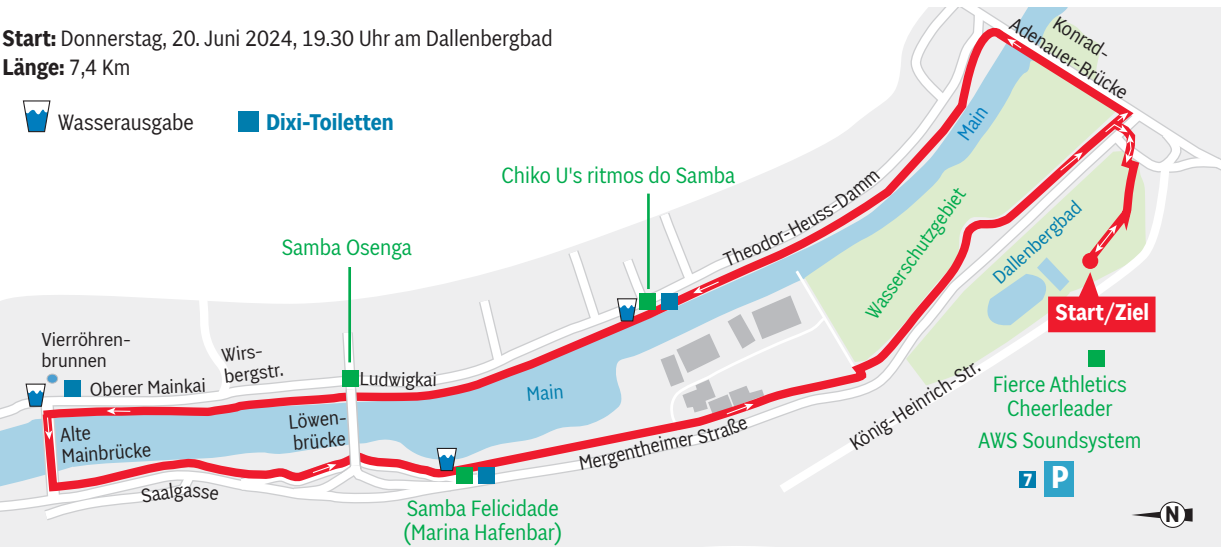 Start: Donnerstag, 20. Juni 2024, 19.30 Uhr am Dallenbergbad
Länge: 7,4 Km
Wasserausgabe
Dixi-Toiletten
Konrad-
Adenauer-Brücke
Main
Chiko U's ritmos do Samba
Theodor-Heuss-Damm
Samba Osenga
Wasserschutzgebiet
Dallenbergbad
Start/Ziel
Vierröhren-
brunnen
Wirs-
bergstr.
Oberer Mainkai
Ludwigkai
Main
Alte
Mainbrücke
Löwen-
brücke
Saalgasse
Mergentheimer Straße
König-Heinrich-Str.
Samba Felicidade
(Marina Hafenbar)
Fierce Athletics
Cheerleader
AWS Soundsystem
7 P
N